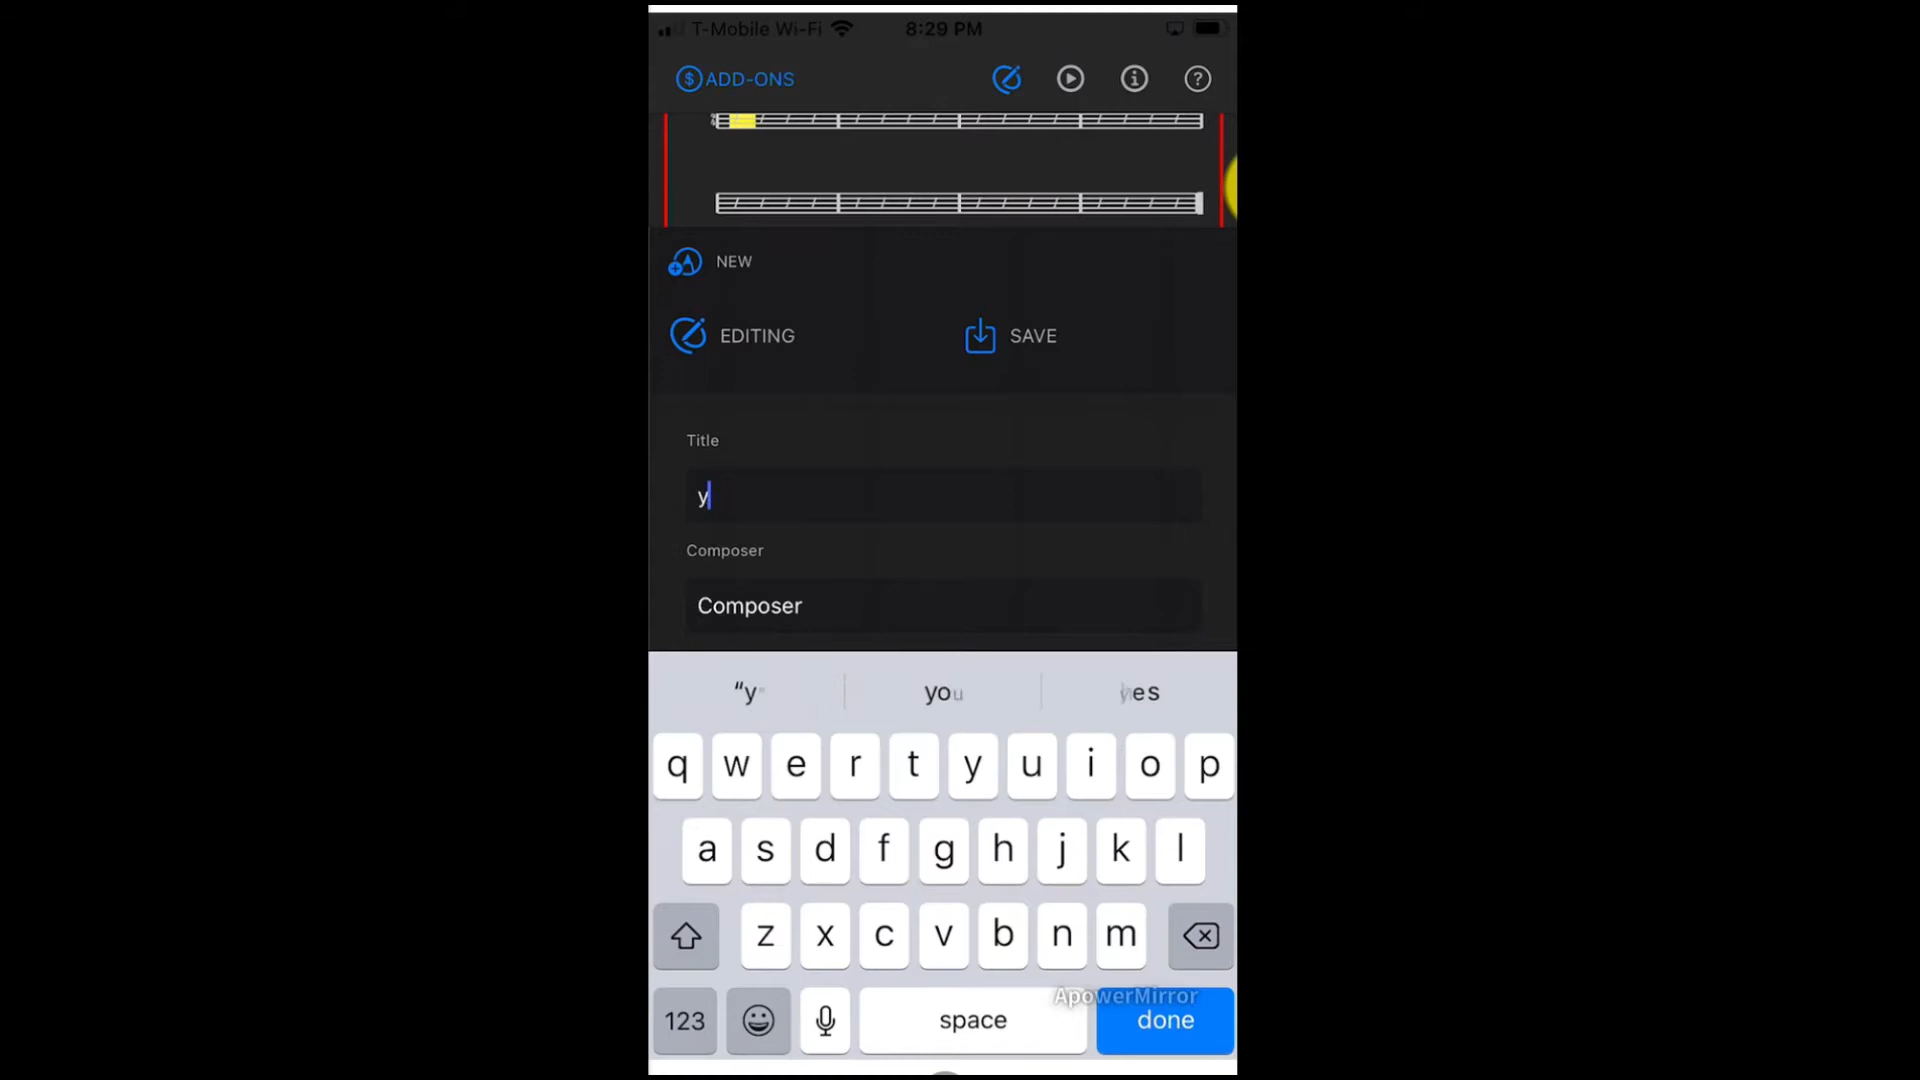 T-Mobile Wi-Fi 8:29 PM
$ ADD-ONS
NEW
EDITING SAVE
Title
y
Composer
Composer
“y” you yes
q w e r t y u i o p
a s d f g h j k l
z x c v b n m
ApowerMirror
123 space done